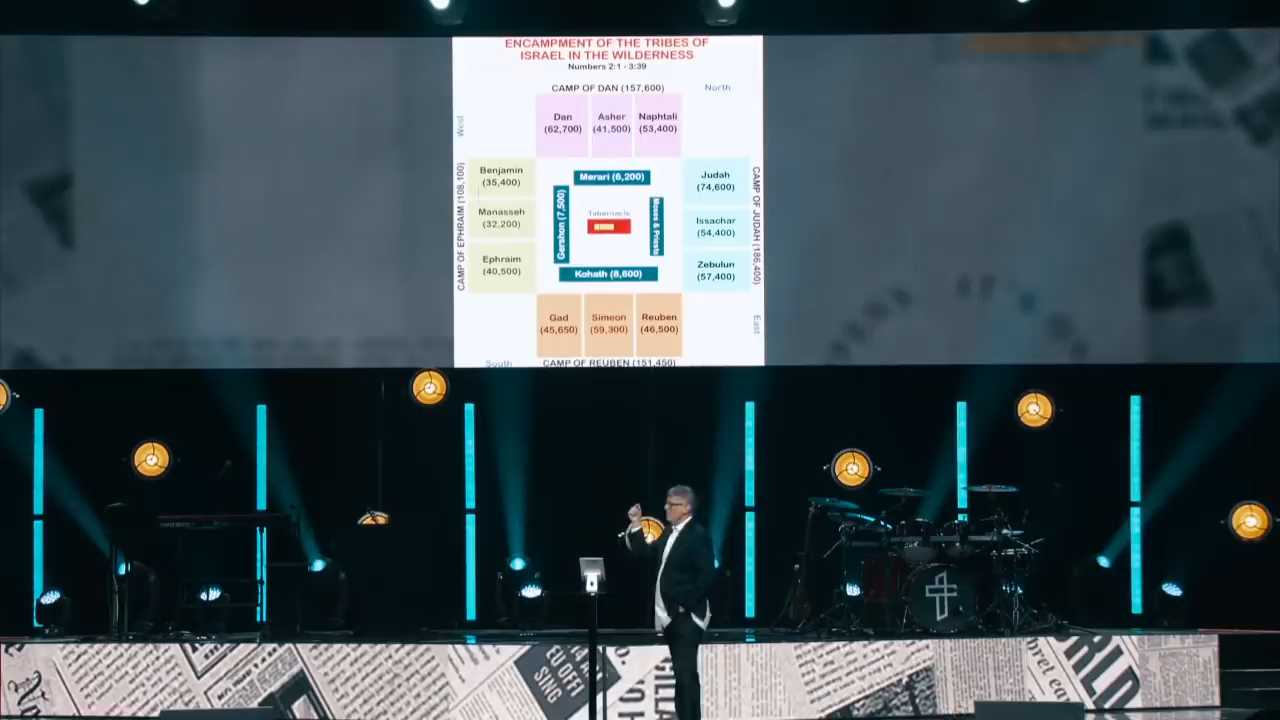 ENCAMPMENT OF THE TRIBES OF
ISRAEL IN THE WILDERNESS
Numbers 2:1 - 3:39
CAMP OF DAN (157,600)
North
West
Dan
(62,700)
Asher
(41,500)
Naphtali
(53,400)
CAMP OF EPHRAIM (108,100)
Benjamin
(35,400)
Manasseh
(32,200)
Ephraim
(40,500)
Merari (6,200)
Gershon (7,500)
Tabernacle
Moses & Priests
Kohath (8,600)
Judah
(74,600)
Issachar
(54,400)
Zebulun
(57,400)
CAMP OF JUDAH (186,400)
Gad
(45,650)
Simeon
(59,300)
Reuben
(46,500)
East
South
CAMP OF REUBEN (151,450)
EU OFFI
SING